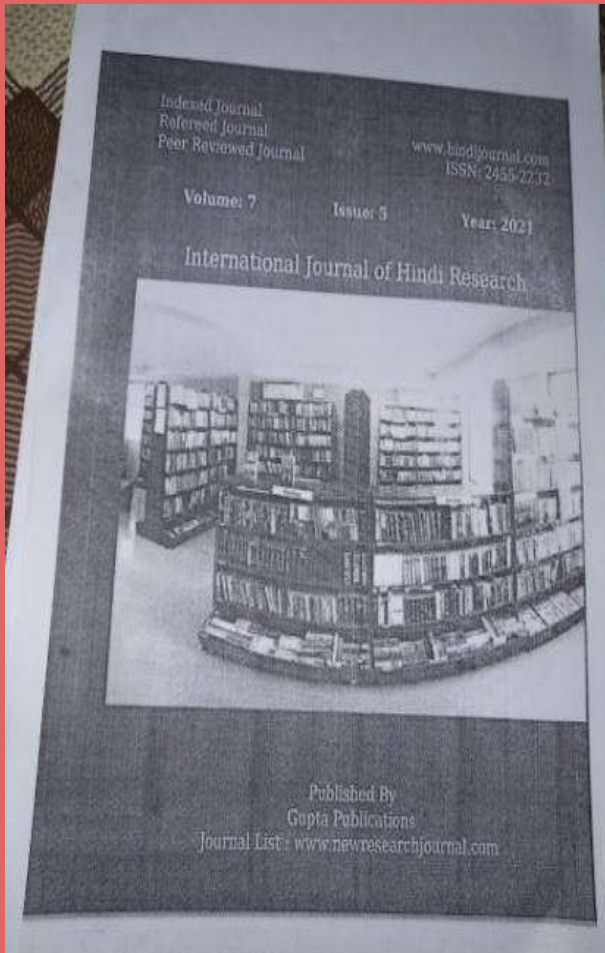 Indexed Journal
Refereed Journal
Peer Reviewed Journal
www.hindijournal.com
ISSN: 2455-2232
Volume: 7
Issue: 5
Year: 2021
International Journal of Hindi Research
Published By
Gupta Publications
Journal List : www.newresearchjournal.com